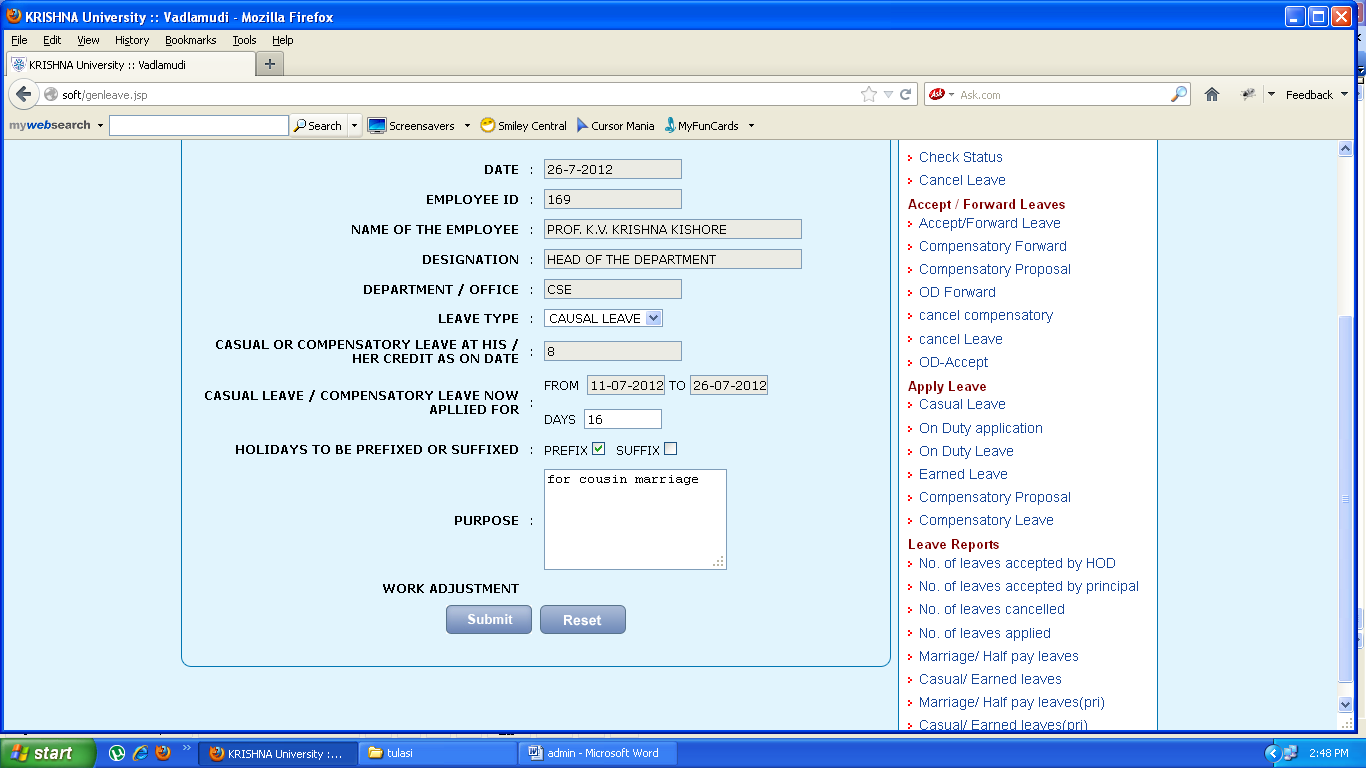 KRISHNA University :: Vadlamudi - Mozilla Firefox
File Edit View History Bookmarks Tools Help
KRISHNA University :: Vadlamudi
soft/genleave.jsp
Ask Ask.com
Feedback
mywebsearch Search Screensavers Smiley Central Cursor Mania MyFunCards
DATE : 26-7-2012
EMPLOYEE ID : 169
NAME OF THE EMPLOYEE : PROF. K.V. KRISHNA KISHORE
DESIGNATION : HEAD OF THE DEPARTMENT
DEPARTMENT / OFFICE : CSE
LEAVE TYPE : CAUSAL LEAVE
CASUAL OR COMPENSATORY LEAVE AT HIS /
HER CREDIT AS ON DATE : 8
CASUAL LEAVE / COMPENSATORY LEAVE NOW
APLLIED FOR :
FROM 11-07-2012 TO 26-07-2012
DAYS 16
HOLIDAYS TO BE PREFIXED OR SUFFIXED : PREFIX SUFFIX
PURPOSE : for cousin marriage
WORK ADJUSTMENT
Submit Reset
Check Status
Cancel Leave
Accept / Forward Leaves
Accept/Forward Leave
Compensatory Forward
Compensatory Proposal
OD Forward
cancel compensatory
cancel Leave
OD-Accept
Apply Leave
Casual Leave
On Duty application
On Duty Leave
Earned Leave
Compensatory Proposal
Compensatory Leave
Leave Reports
No. of leaves accepted by HOD
No. of leaves accepted by principal
No. of leaves cancelled
No. of leaves applied
Marriage/ Half pay leaves
Casual/ Earned leaves
Marriage/ Half pay leaves(pri)
Casual/ Earned leaves(pri)
start KRISHNA University :... tulasi admin - Microsoft Word 2:48 PM